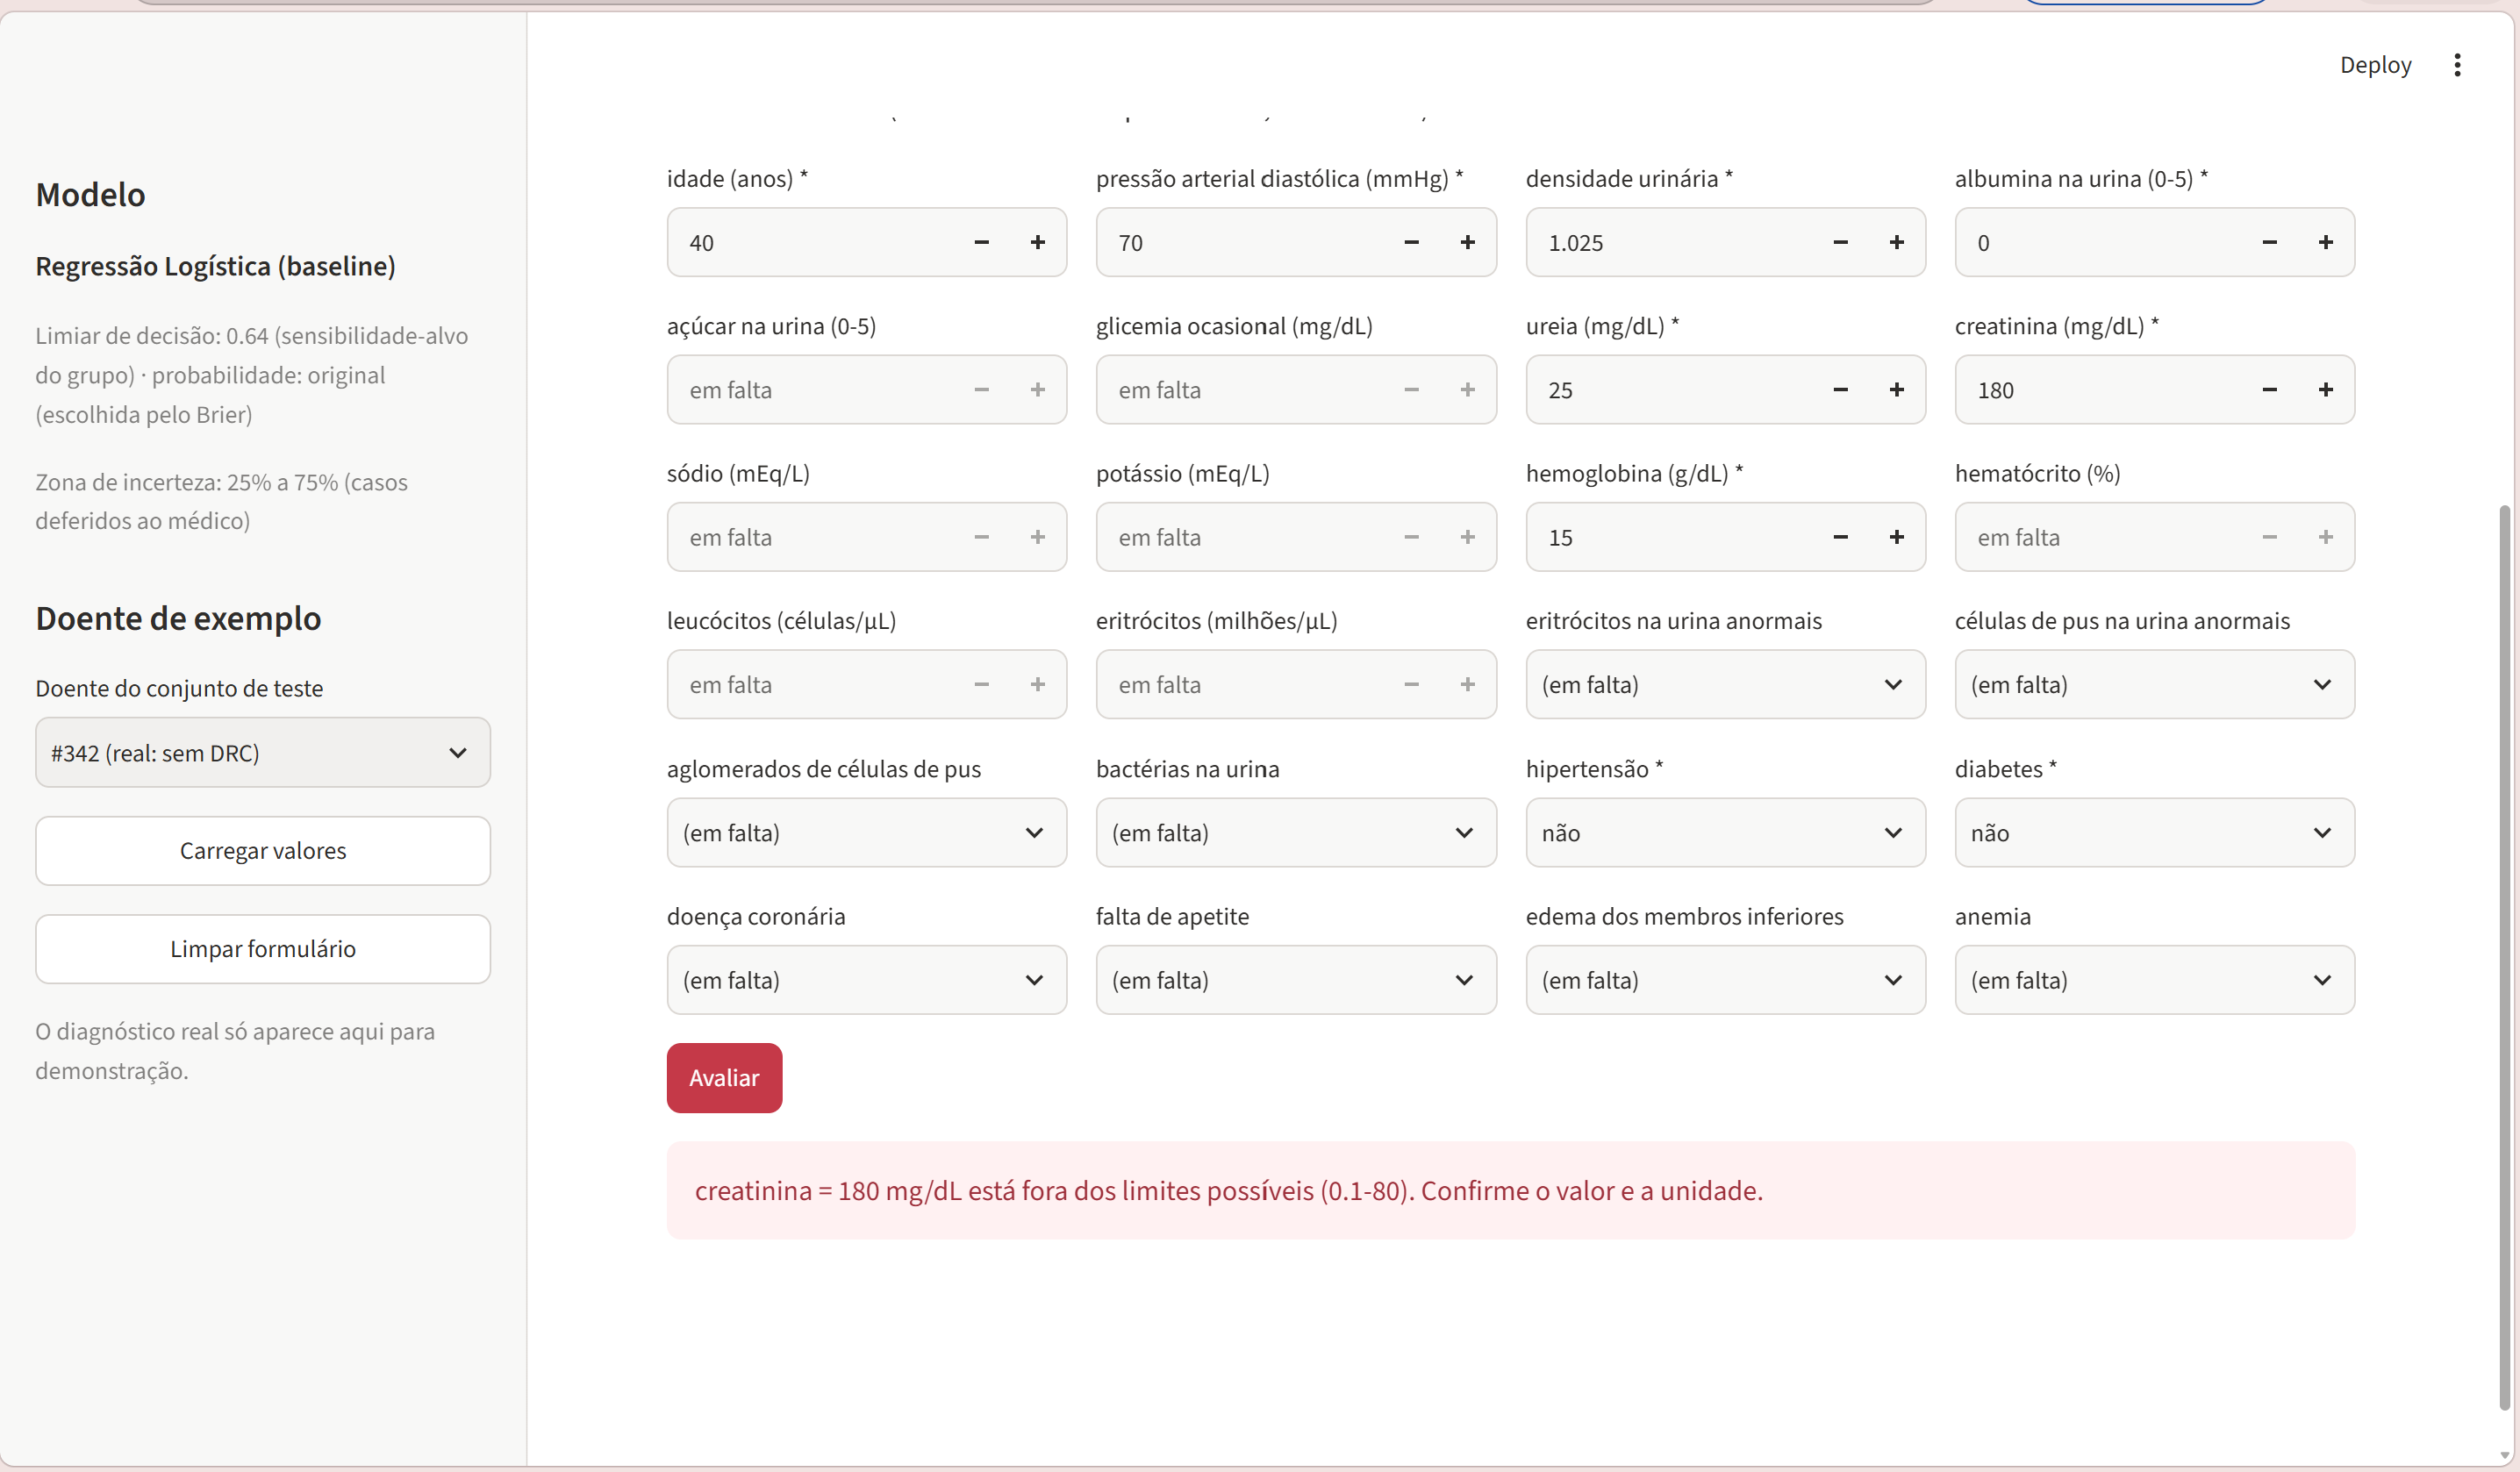 Deploy
Modelo
Regressão Logística (baseline)
Limiar de decisão: 0.64 (sensibilidade-alvo
do grupo) · probabilidade: original
(escolhida pelo Brier)
Zona de incerteza: 25% a 75% (casos
deferidos ao médico)
Doente de exemplo
Doente do conjunto de teste
#342 (real: sem DRC)
Carregar valores
Limpar formulário
O diagnóstico real só aparece aqui para
demonstração.
idade (anos) *
pressão arterial diastólica (mmHg) *
densidade urinária *
albumina na urina (0-5) *
40
70
1.025
0
açúcar na urina (0-5)
glicemia ocasional (mg/dL)
ureia (mg/dL) *
creatinina (mg/dL) *
em falta
em falta
25
180
sódio (mEq/L)
potássio (mEq/L)
hemoglobina (g/dL) *
hematócrito (%)
em falta
em falta
15
em falta
leucócitos (células/µL)
eritrócitos (milhões/µL)
eritrócitos na urina anormais
células de pus na urina anormais
em falta
em falta
(em falta)
(em falta)
aglomerados de células de pus
bactérias na urina
hipertensão *
diabetes *
(em falta)
(em falta)
não
não
doença coronária
falta de apetite
edema dos membros inferiores
anemia
(em falta)
(em falta)
(em falta)
(em falta)
Avaliar
creatinina = 180 mg/dL está fora dos limites possíveis (0.1-80). Confirme o valor e a unidade.